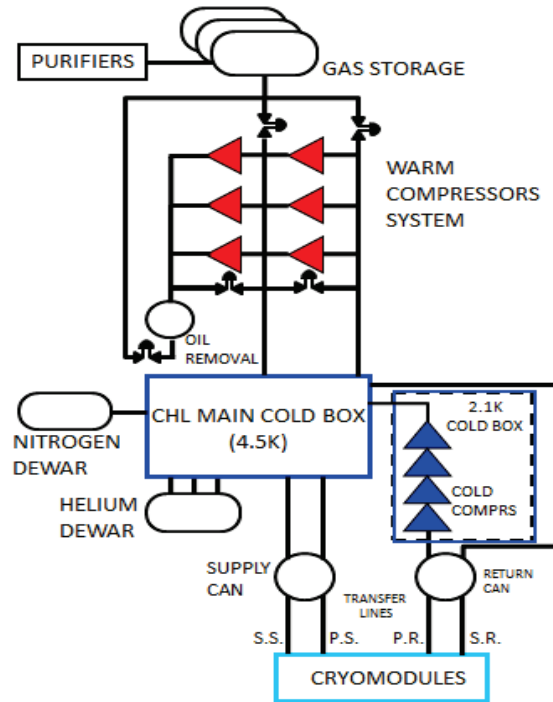 PURIFIERS
GAS STORAGE
WARM
COMPRESSORS
SYSTEM
OIL
REMOVAL
CHL MAIN COLD BOX
(4.5K)
2.1K
COLD BOX
NITROGEN
DEWAR
COLD
COMPRS
HELIUM
DEWAR
SUPPLY
CAN
RETURN
CAN
TRANSFER
LINES
S.S.
P.S.
P.R.
S.R.
CRYOMODULES